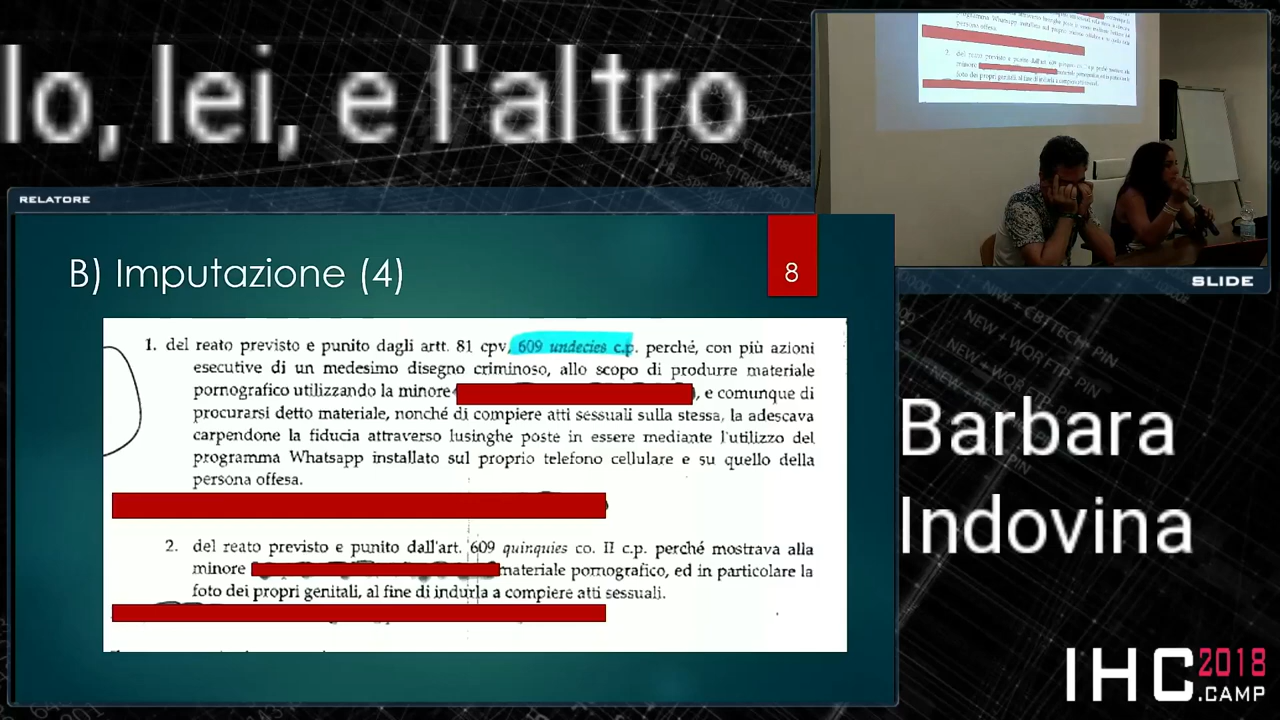 Io, lei, e l'altro
RELATORE
B) Imputazione (4)
8
1. del reato previsto e punito dagli artt. 81 cpv, 609 undecies c.p. perché, con più azioni
esecutive di un medesimo disegno criminoso, allo scopo di produrre materiale
pornografico utilizzando la minore ), e comunque di
procurarsi detto materiale, nonché di compiere atti sessuali sulla stessa, la adescava
carpendone la fiducia attraverso lusinghe poste in essere mediante l'utilizzo del
programma Whatsapp installato sul proprio telefono cellulare e su quello della
persona offesa.
2. del reato previsto e punito dall'art. 609 quinquies co. II c.p. perché mostrava alla
minore materiale pornografico, ed in particolare la
foto dei propri genitali, al fine di indurla a compiere atti sessuali.
SLIDE
Barbara
Indovina
IHC 2018
.CAMP